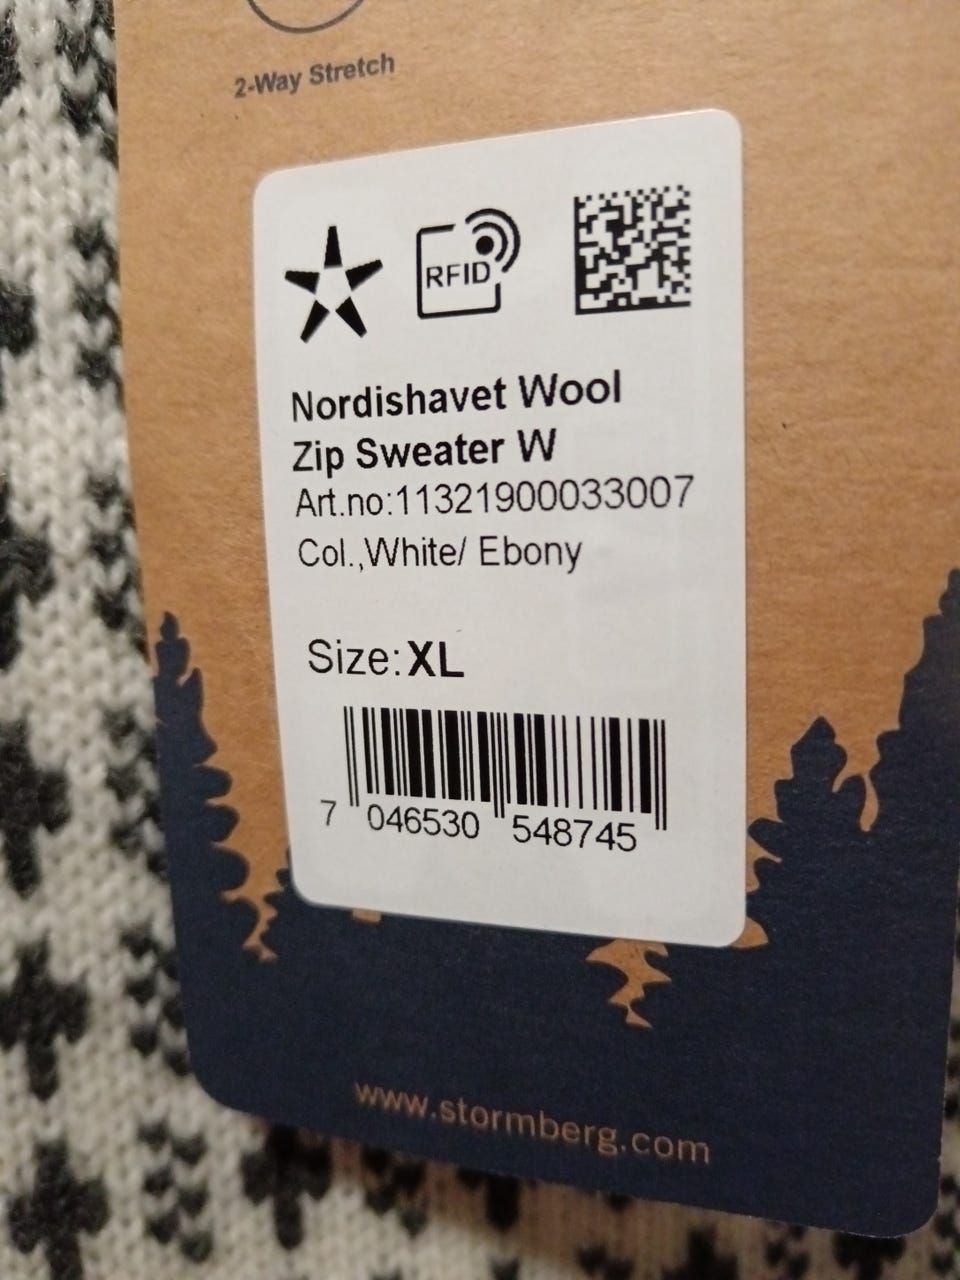 2-Way Stretch
RFID
Nordishavet Wool
Zip Sweater W
Art.no:11321900033007
Col.,White/ Ebony
Size:XL
7 046530 548745
www.stormberg.com